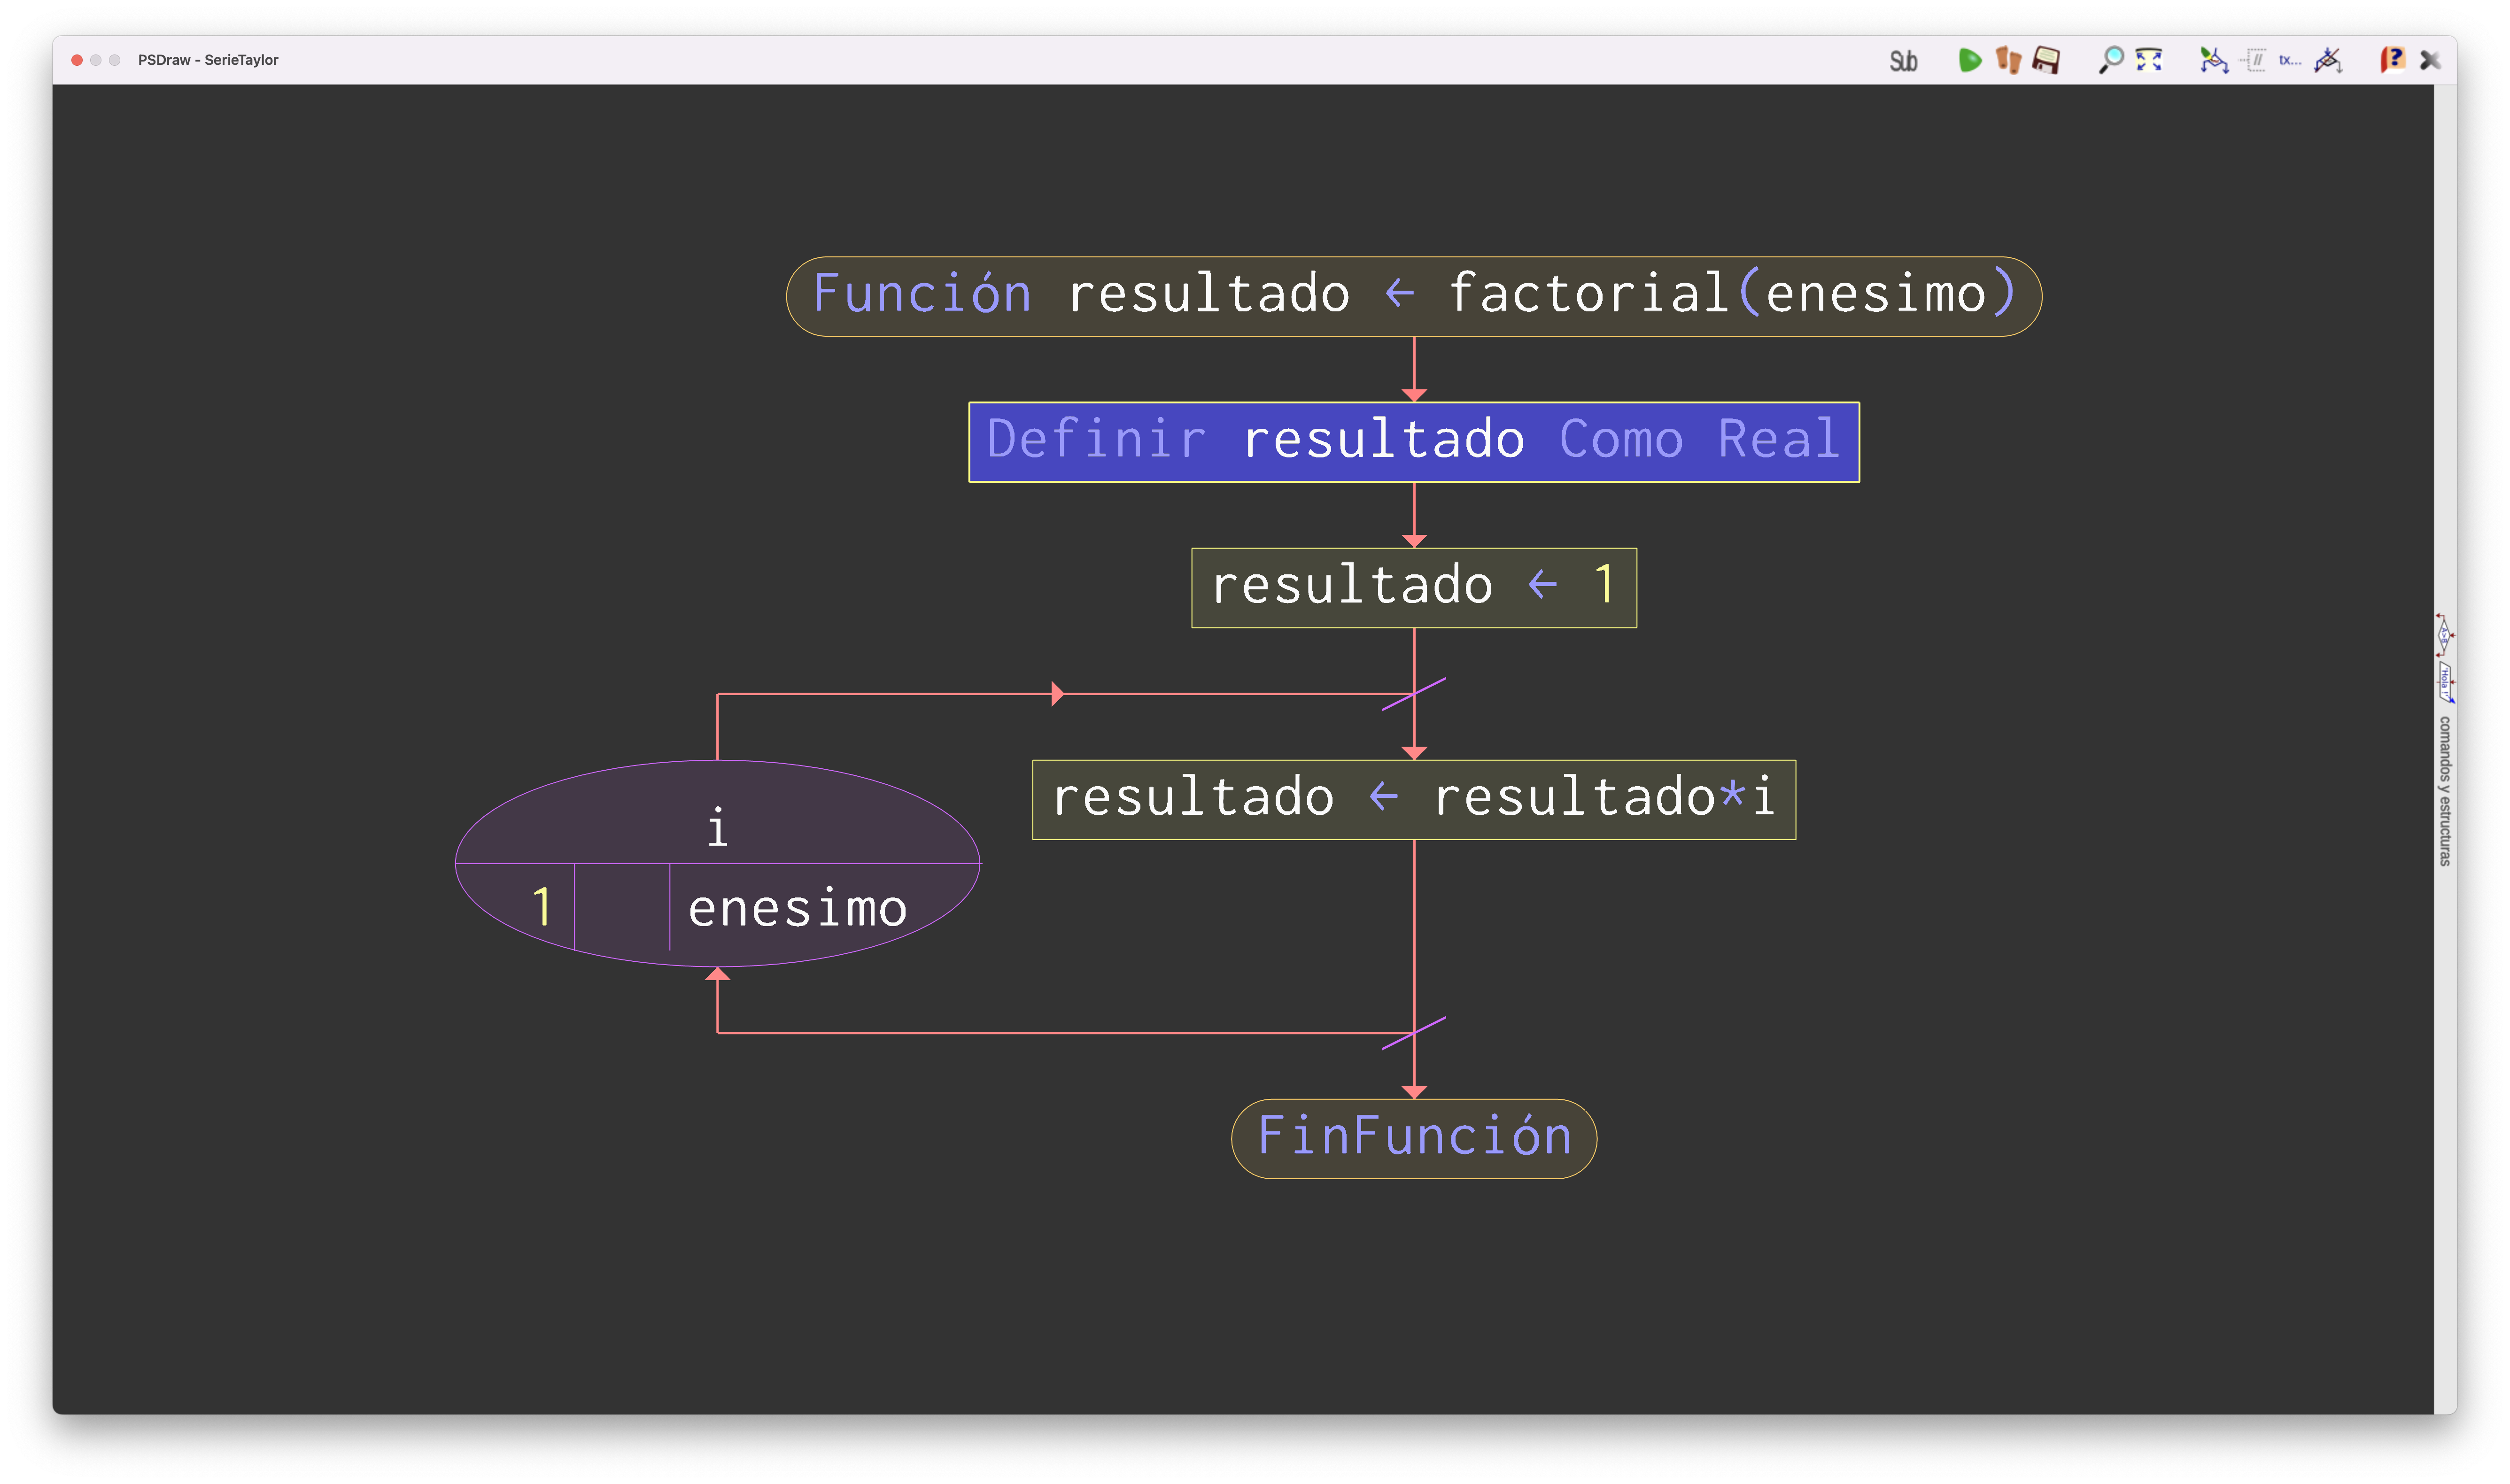 PSDraw - SerieTaylor
Sub
//
tx...
?
Función resultado ← factorial(enesimo)
Definir resultado Como Real
resultado ← 1
resultado ← resultado*i
i
1 enesimo
FinFunción
A>B
'Hola !'
comandos y estructuras